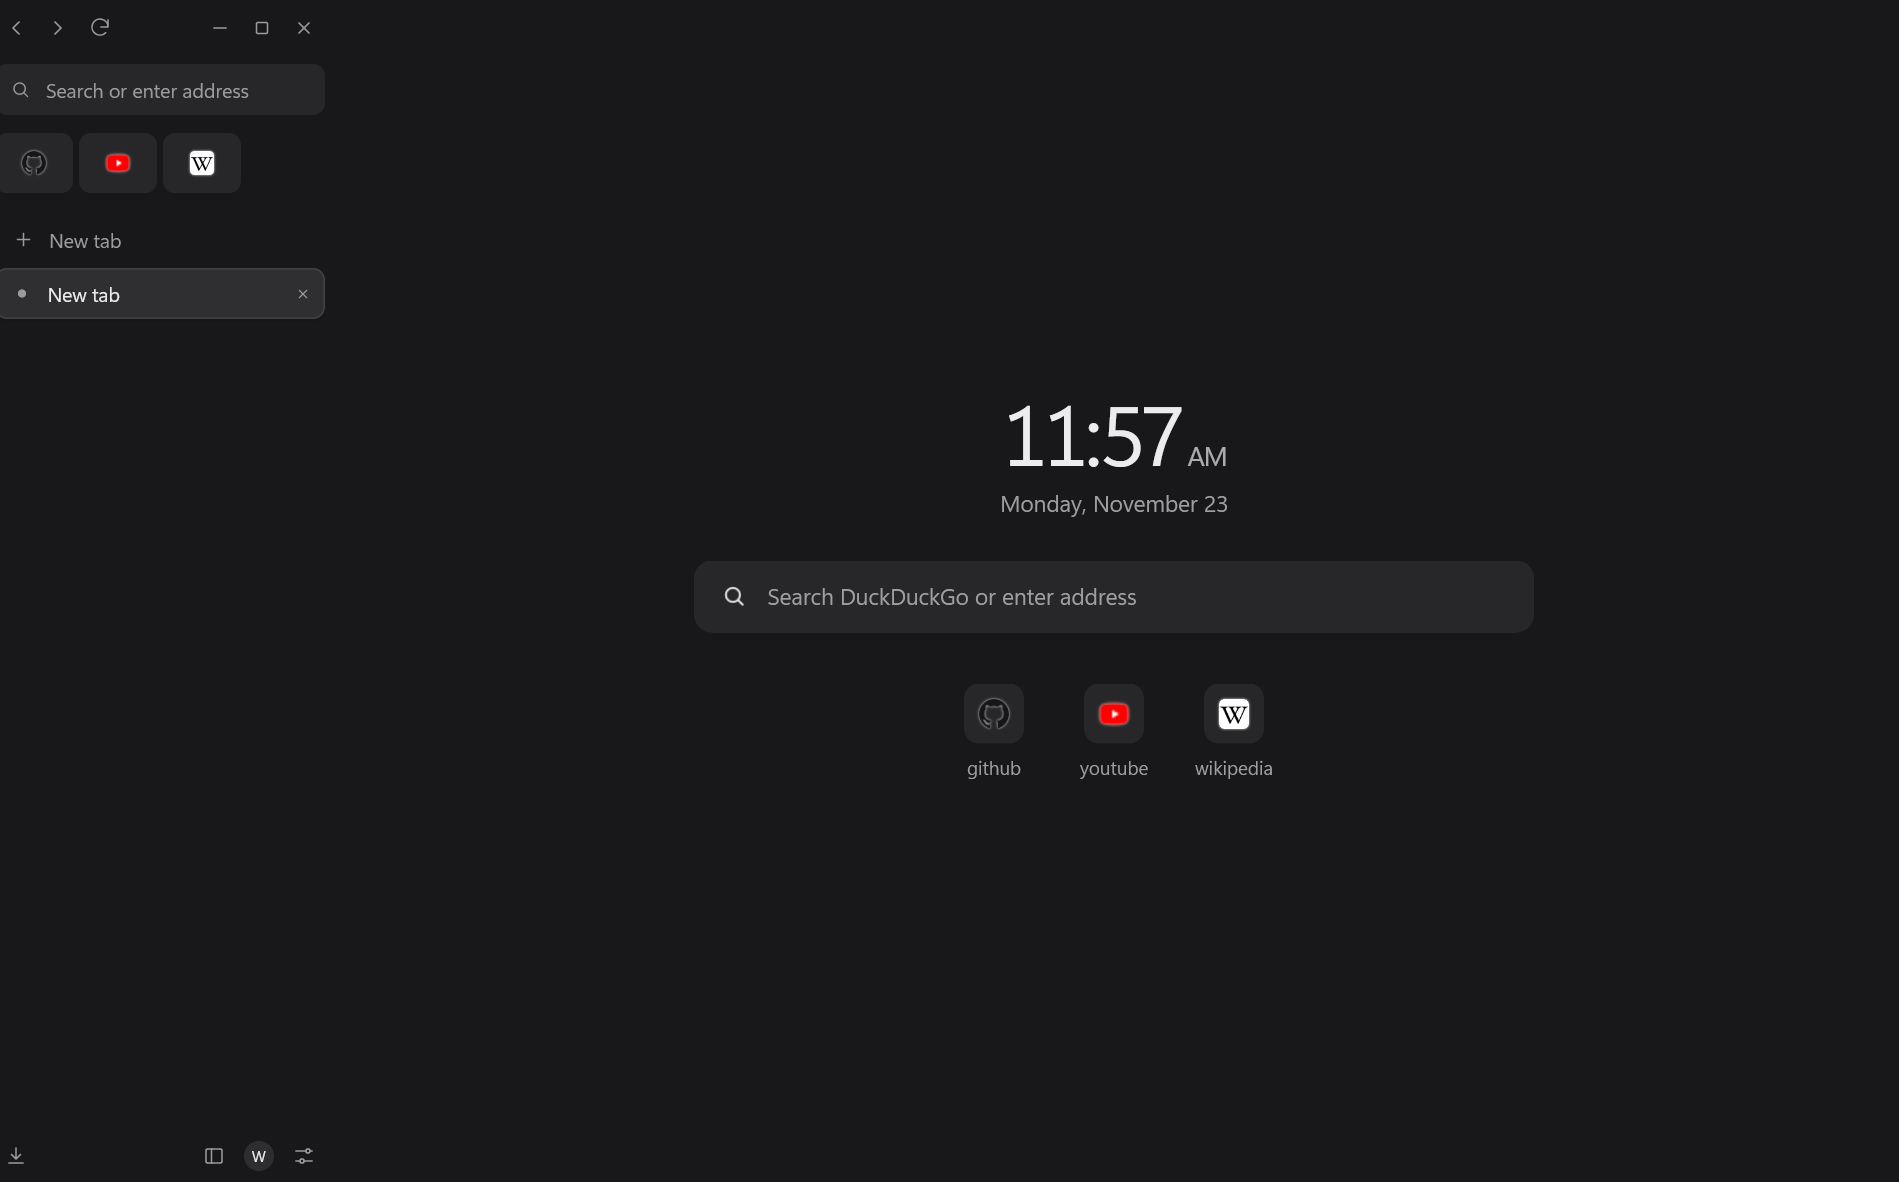 Search or enter address
W
New tab
New tab
11:57 AM
Monday, November 23
Search DuckDuckGo or enter address
W
github
youtube
wikipedia
W